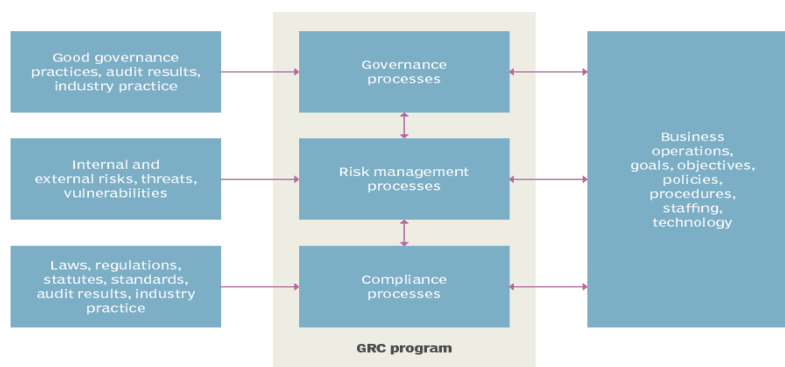 Good governance
practices, audit results,
industry practice
Governance
processes
Internal and
external risks, threats,
vulnerabilities
Risk management
processes
Business
operations,
goals, objectives,
policies,
procedures,
staffing,
technology
Laws, regulations,
statutes, standards,
audit results, industry
practice
Compliance
processes
GRC program